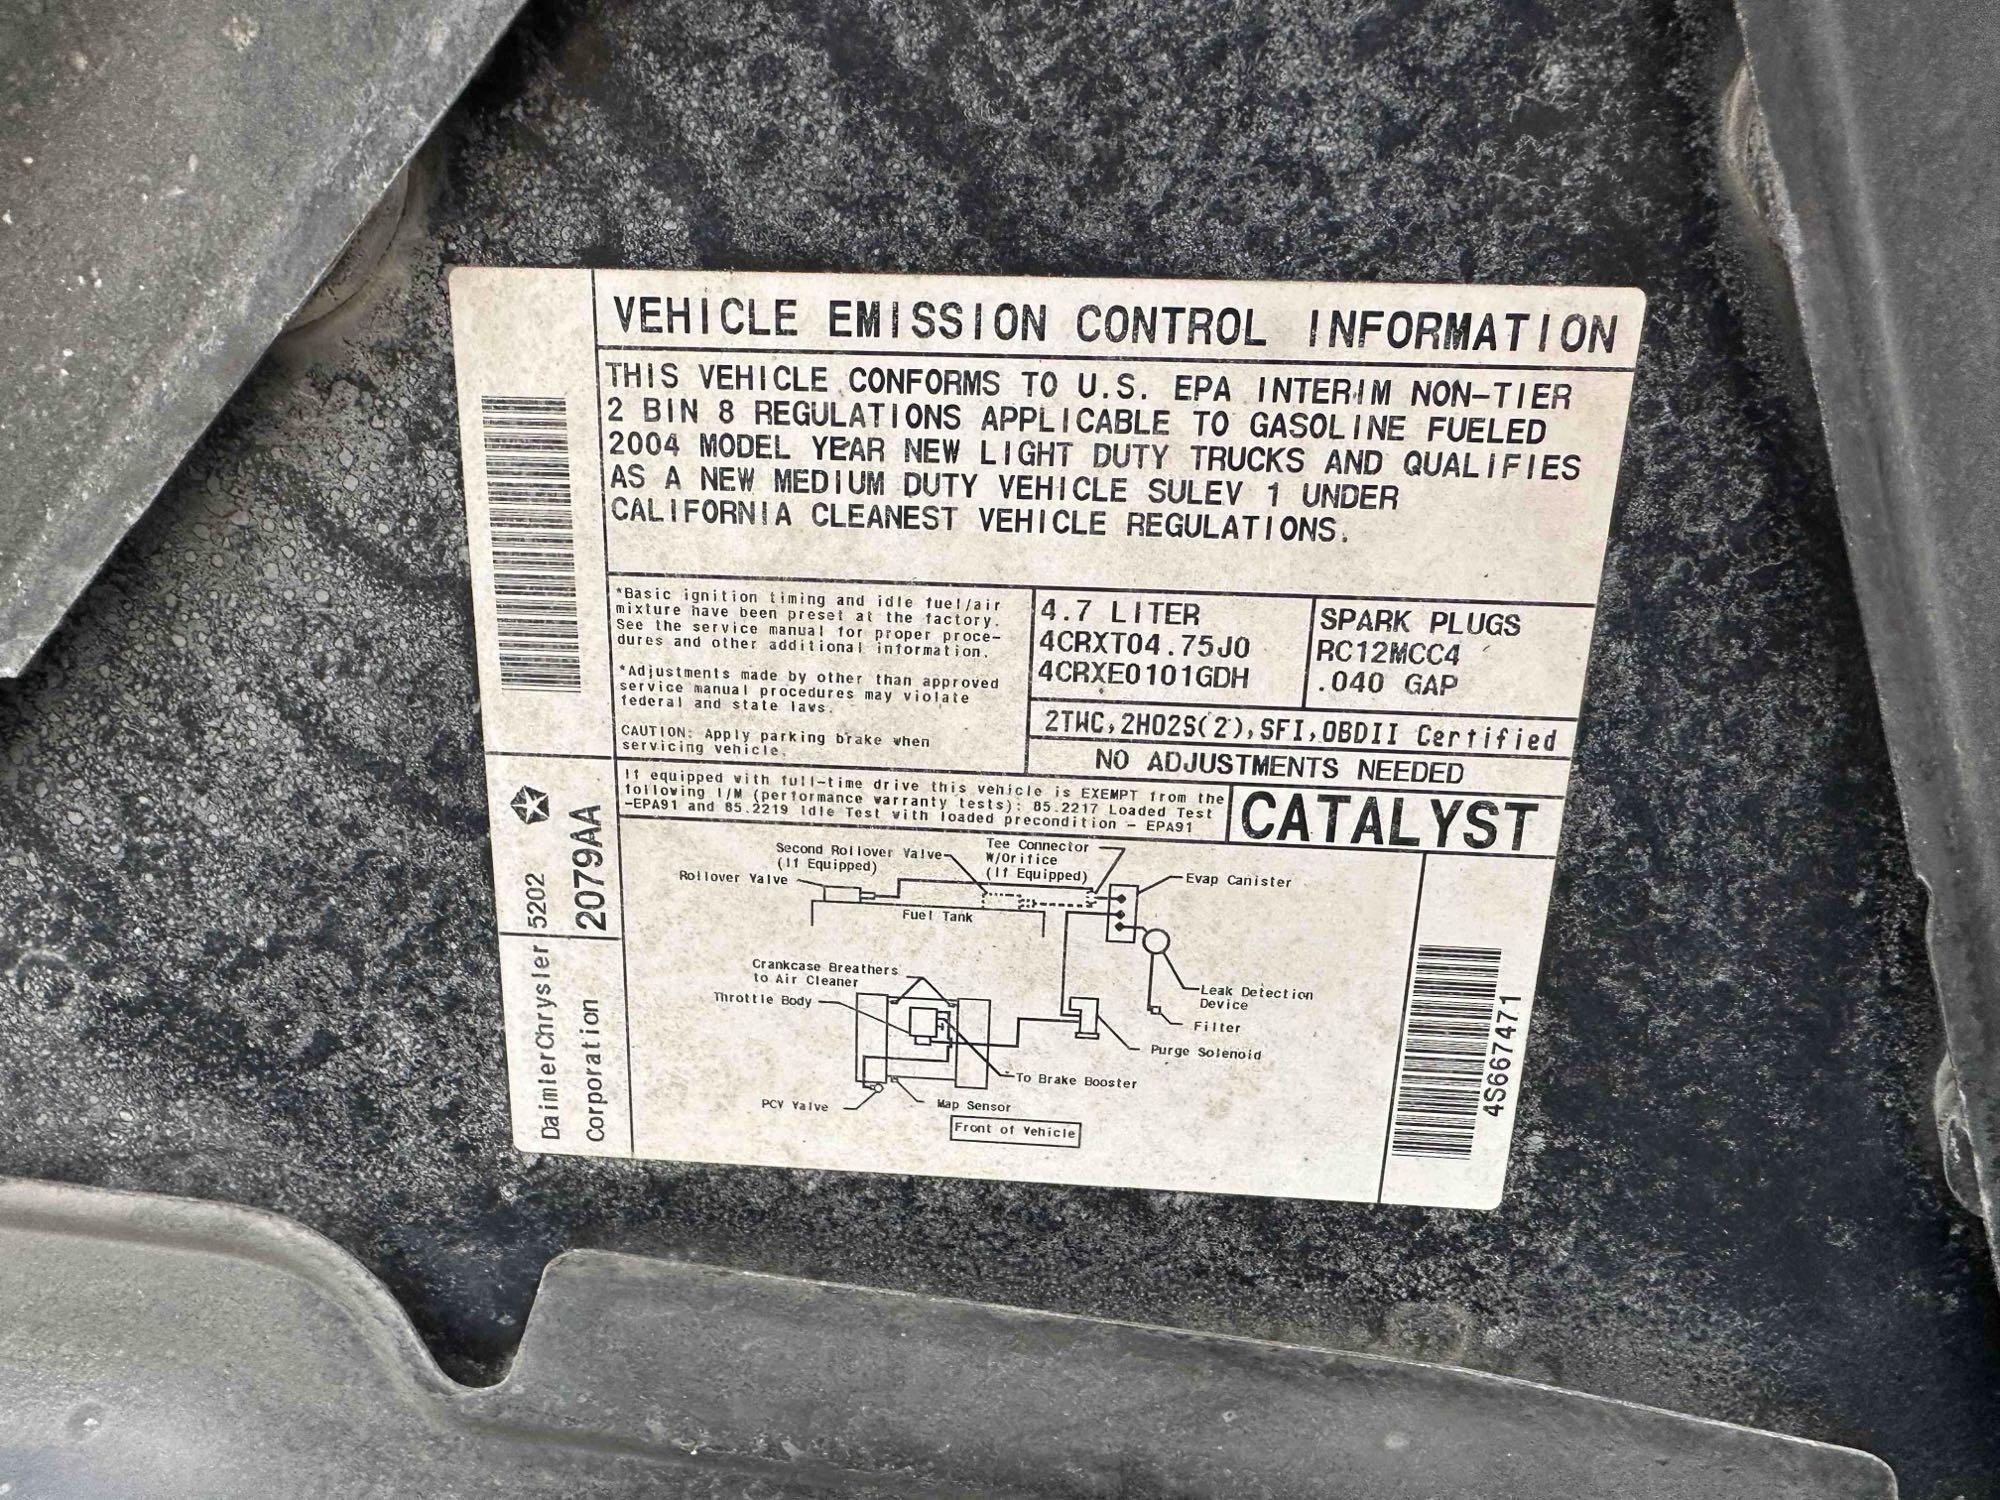 VEHICLE EMISSION CONTROL INFORMATION
THIS VEHICLE CONFORMS TO U.S. EPA INTERIM NON-TIER
2 BIN 8 REGULATIONS APPLICABLE TO GASOLINE FUELED
2004 MODEL YEAR NEW LIGHT DUTY TRUCKS AND QUALIFIES
AS A NEW MEDIUM DUTY VEHICLE SULEV 1 UNDER
CALIFORNIA CLEANEST VEHICLE REGULATIONS.
*Basic ignition timing and idle fuel/air
mixture have been preset at the factory.
See the service manual for proper proce-
dures and other additional information.
*Adjustments made by other than approved
service manual procedures may violate
federal and state laws.
CAUTION: Apply parking brake when
servicing vehicle.
4.7 LITER
4CRXT04.75J0
4CRXE0101GDH
SPARK PLUGS
RC12MCC4
.040 GAP
2TWC,2HO2S(2),SFI,OBDII Certified
NO ADJUSTMENTS NEEDED
If equipped with full-time drive this vehicle is EXEMPT from the
following I/M (performance warranty tests): 85.2217 Loaded Test
-EPA91 and 85.2219 Idle Test with loaded precondition - EPA91
CATALYST
Second Rollover Valve
(If Equipped)
Tee Connector
W/Orifice
(If Equipped)
Rollover Valve
Evap Canister
Fuel Tank
Crankcase Breathers
to Air Cleaner
Throttle Body
Leak Detection
Device
Filter
Purge Solenoid
To Brake Booster
PCV Valve
Map Sensor
Front of Vehicle
DaimlerChrysler
Corporation
5202
2079AA
4S667471